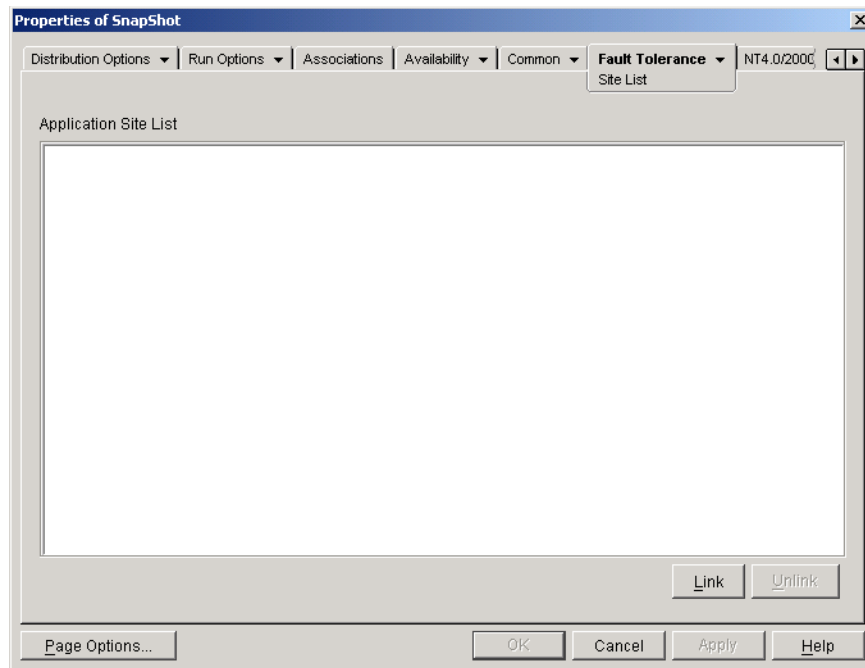 Properties of SnapShot
Distribution Options Run Options Associations Availability Common Fault Tolerance NT4.0/2000
Site List
Application Site List
Link Unlink
Page Options... OK Cancel Apply Help